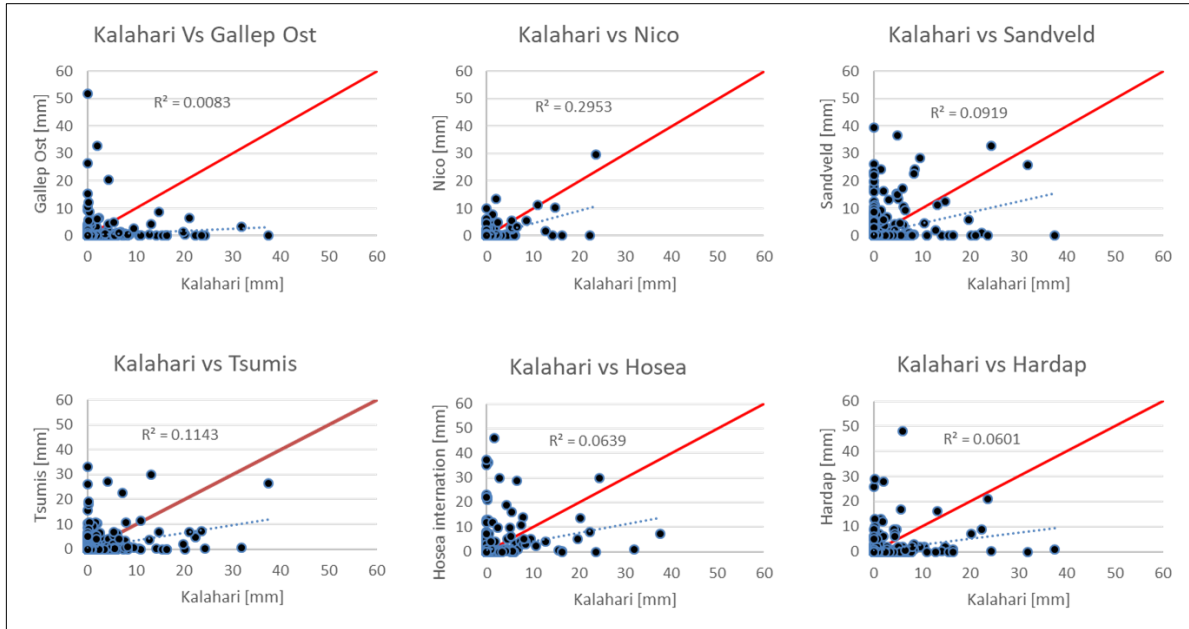 Kalahari Vs Gallep Ost
60
50
40
30
20
10
0
R² = 0.0083
Gallep Ost [mm]
0 10 20 30 40 50 60
Kalahari [mm]
Kalahari vs Nico
60
50
40
30
20
10
0
R² = 0.2953
Nico [mm]
0 10 20 30 40 50 60
Kalahari [mm]
Kalahari vs Sandveld
60
50
40
30
20
10
0
R² = 0.0919
Sandveld [mm]
0 10 20 30 40 50 60
Kalahari [mm]
Kalahari vs Tsumis
60
50
40
30
20
10
0
R² = 0.1143
Tsumis [mm]
0 10 20 30 40 50 60
Kalahari [mm]
Kalahari vs Hosea
60
50
40
30
20
10
0
R² = 0.0639
Hosea internation [mm]
0 10 20 30 40 50 60
Kalahari [mm]
Kalahari vs Hardap
60
50
40
30
20
10
0
R² = 0.0601
Hardap [mm]
0 10 20 30 40 50 60
Kalahari [mm]